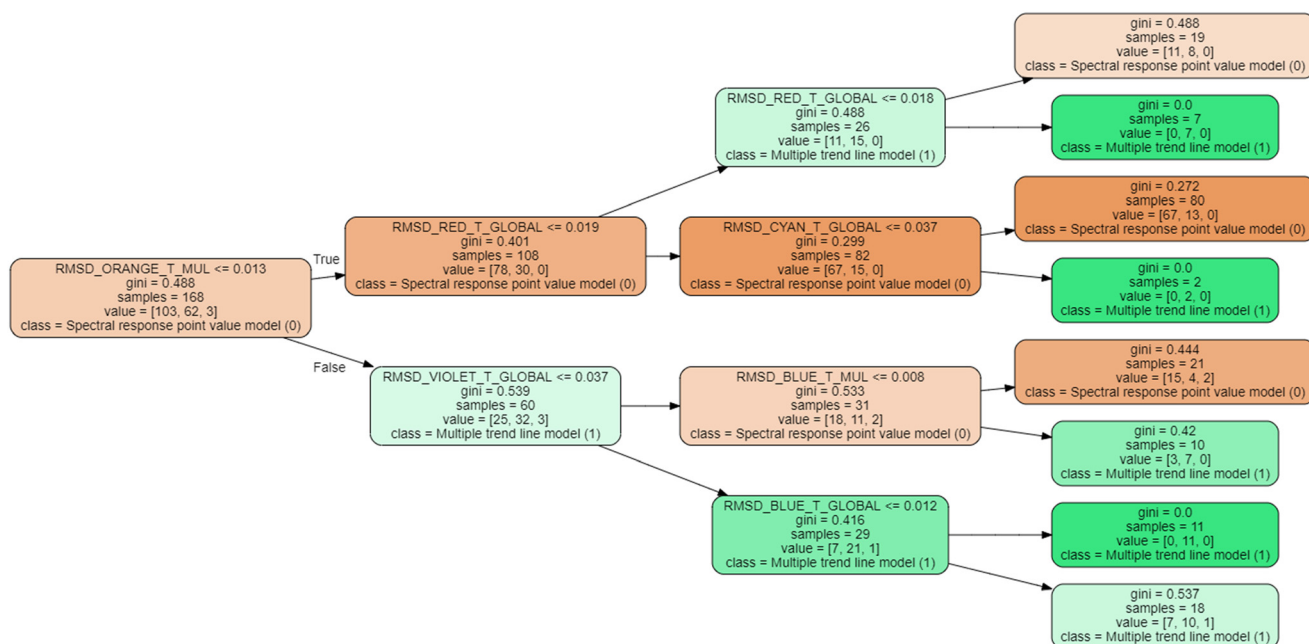 RMSD_ORANGE_T_MUL <= 0.013
gini = 0.488
samples = 168
value = [103, 62, 3]
class = Spectral response point value model (0)
True
False
RMSD_RED_T_GLOBAL <= 0.019
gini = 0.401
samples = 108
value = [78, 30, 0]
class = Spectral response point value model (0)
RMSD_VIOLET_T_GLOBAL <= 0.037
gini = 0.539
samples = 60
value = [25, 32, 3]
class = Multiple trend line model (1)
RMSD_RED_T_GLOBAL <= 0.018
gini = 0.488
samples = 26
value = [11, 15, 0]
class = Multiple trend line model (1)
RMSD_CYAN_T_GLOBAL <= 0.037
gini = 0.299
samples = 82
value = [67, 15, 0]
class = Spectral response point value model (0)
RMSD_BLUE_T_MUL <= 0.008
gini = 0.533
samples = 31
value = [18, 11, 2]
class = Spectral response point value model (0)
RMSD_BLUE_T_GLOBAL <= 0.012
gini = 0.416
samples = 29
value = [7, 21, 1]
class = Multiple trend line model (1)
gini = 0.488
samples = 19
value = [11, 8, 0]
class = Spectral response point value model (0)
gini = 0.0
samples = 7
value = [0, 7, 0]
class = Multiple trend line model (1)
gini = 0.272
samples = 80
value = [67, 13, 0]
class = Spectral response point value model (0)
gini = 0.0
samples = 2
value = [0, 2, 0]
class = Multiple trend line model (1)
gini = 0.444
samples = 21
value = [15, 4, 2]
class = Spectral response point value model (0)
gini = 0.42
samples = 10
value = [3, 7, 0]
class = Multiple trend line model (1)
gini = 0.0
samples = 11
value = [0, 11, 0]
class = Multiple trend line model (1)
gini = 0.537
samples = 18
value = [7, 10, 1]
class = Multiple trend line model (1)